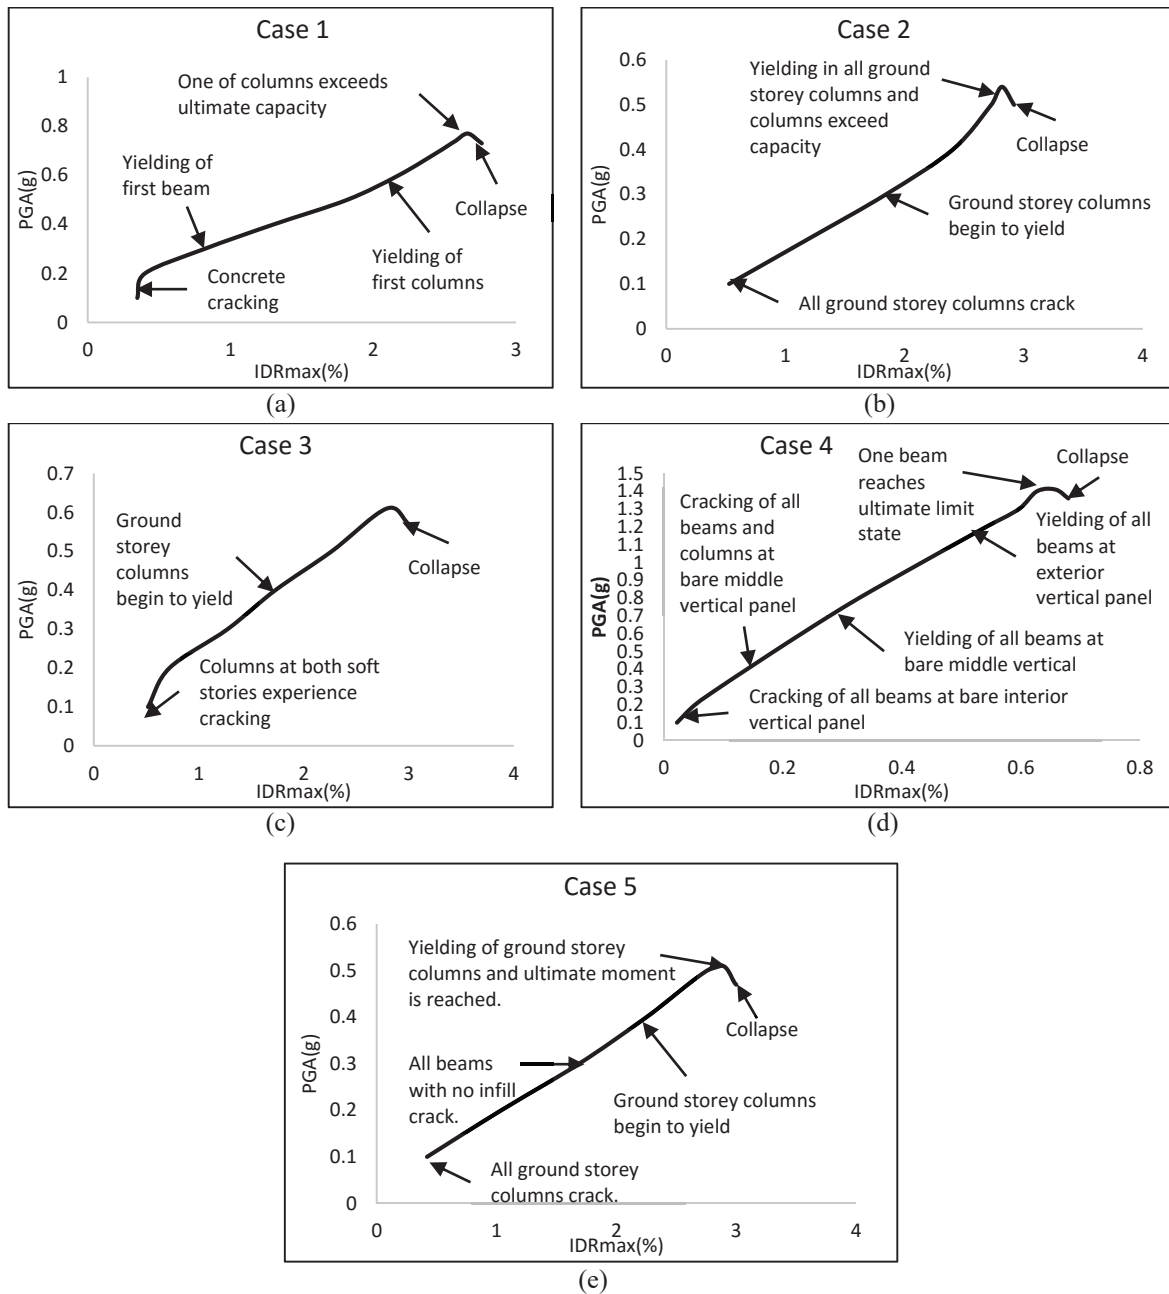 Case 1
One of columns exceeds
ultimate capacity
Yielding of
first beam
Collapse
Yielding of
first columns
Concrete
cracking
PGA(g)
1
0.8
0.6
0.4
0.2
0
0 1 2 3
IDRmax(%)
(a)
Case 2
Yielding in all ground
storey columns and
columns exceed
capacity
Collapse
Ground storey columns
begin to yield
All ground storey columns crack
PGA(g)
0.6
0.5
0.4
0.3
0.2
0.1
0
0 1 2 3 4
IDRmax(%)
(b)
Case 3
Ground
storey
columns
begin to yield
Collapse
Columns at both soft
stories experience
cracking
PGA(g)
0.7
0.6
0.5
0.4
0.3
0.2
0.1
0
0 1 2 3 4
IDRmax(%)
(c)
Case 4
One beam
reaches
ultimate limit
state
Collapse
Cracking of all
beams and
columns at
bare middle
vertical panel
Yielding of all
beams at
exterior
vertical panel
Yielding of all beams at
bare middle vertical
Cracking of all beams at bare interior
vertical panel
PGA(g)
1.5
1.4
1.3
1.2
1.1
1
0.9
0.8
0.7
0.6
0.5
0.4
0.3
0.2
0.1
0
0 0.2 0.4 0.6 0.8
IDRmax(%)
(d)
Case 5
Yielding of ground storey
columns and ultimate moment
is reached.
Collapse
All beams
with no infill
crack.
Ground storey columns
begin to yield
All ground storey
columns crack.
PGA(g)
0.6
0.5
0.4
0.3
0.2
0.1
0
0 1 2 3 4
IDRmax(%)
(e)